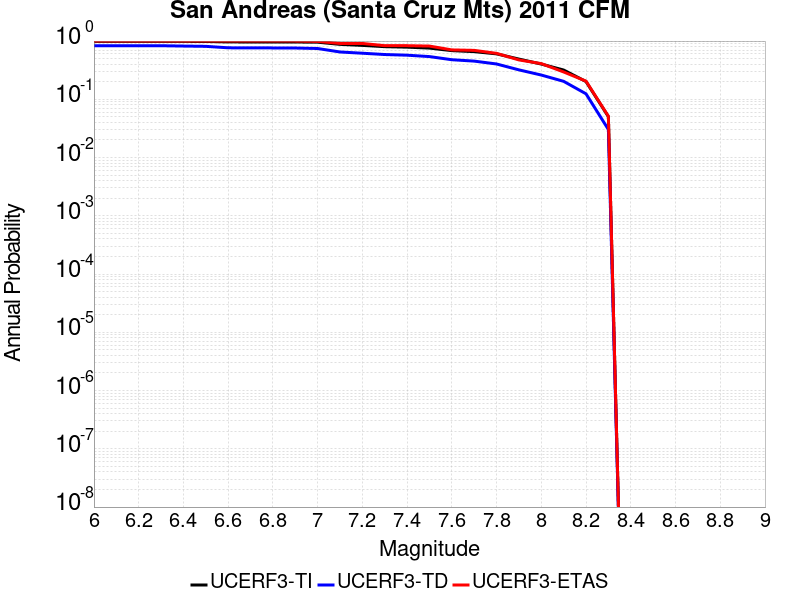 San Andreas (Santa Cruz Mts) 2011 CFM
Annual Probability
10^0
10^-1
10^-2
10^-3
10^-4
10^-5
10^-6
10^-7
10^-8
6 6.2 6.4 6.6 6.8 7 7.2 7.4 7.6 7.8 8 8.2 8.4 8.6 8.8 9
Magnitude
UCERF3-TI UCERF3-TD UCERF3-ETAS